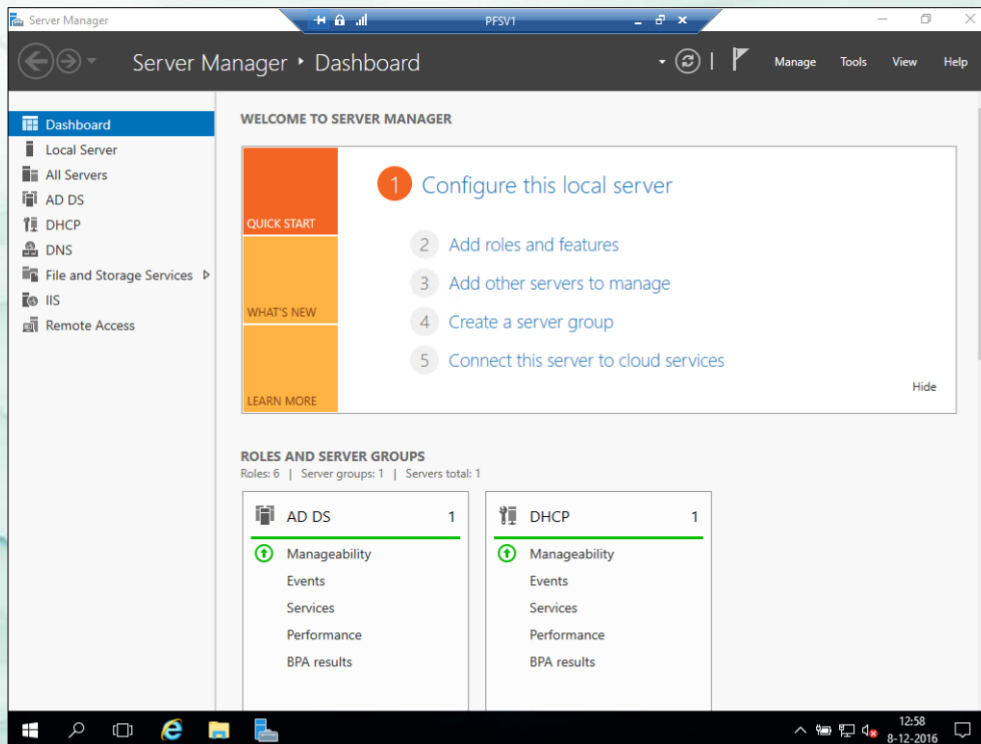 Server Manager
PFSV1
Server Manager • Dashboard
Manage Tools View Help
Dashboard
Local Server
All Servers
AD DS
DHCP
DNS
File and Storage Services
IIS
Remote Access
WELCOME TO SERVER MANAGER
QUICK START
WHAT'S NEW
LEARN MORE
1 Configure this local server
2 Add roles and features
3 Add other servers to manage
4 Create a server group
5 Connect this server to cloud services
Hide
ROLES AND SERVER GROUPS
Roles: 6 | Server groups: 1 | Servers total: 1
AD DS 1
Manageability
Events
Services
Performance
BPA results
DHCP 1
Manageability
Events
Services
Performance
BPA results
12:58
8-12-2016